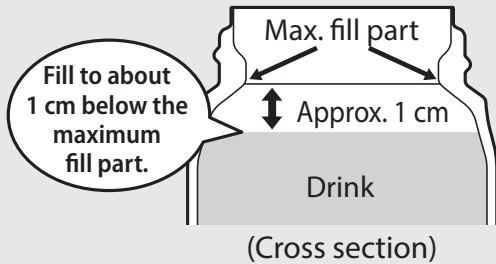 Max. fill part
Fill to about
1 cm below the
maximum
fill part.
Approx. 1 cm
Drink
(Cross section)